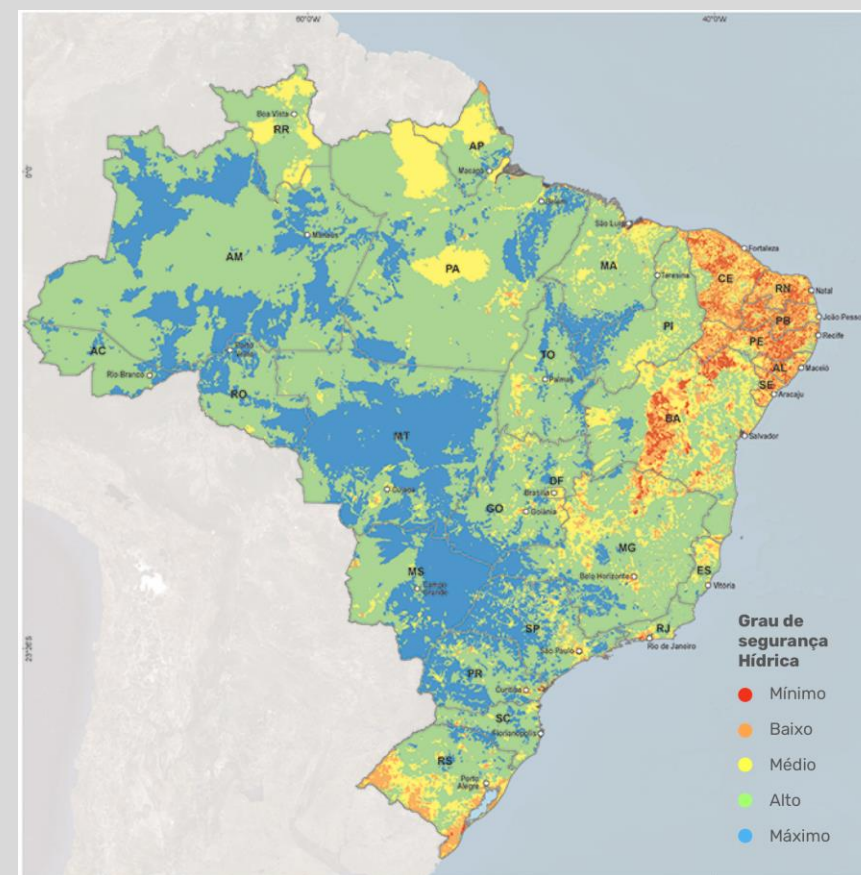 60°0'W
40°0'W
Boa Vista
RR
AP
Macapá
0°0'
Belém
São Luís
Manaus
Fortaleza
AM
PA
MA
CE
Teresina
RN
Natal
PB
João Pessoa
PI
PE
Recife
AC
Porto
Velho
TO
AL
Maceió
Rio Branco
Palmas
SE
Aracaju
RO
BA
MT
Salvador
DF
Cuiabá
Brasília
GO
Goiânia
MG
MS
ES
Belo Horizonte
Campo
Grande
Vitória
Grau de
segurança
Hídrica
SP
RJ
23°26'S
São Paulo
Rio de Janeiro
PR
Curitiba
Mínimo
SC
Baixo
Florianópolis
RS
Médio
Porto
Alegre
Alto
Máximo